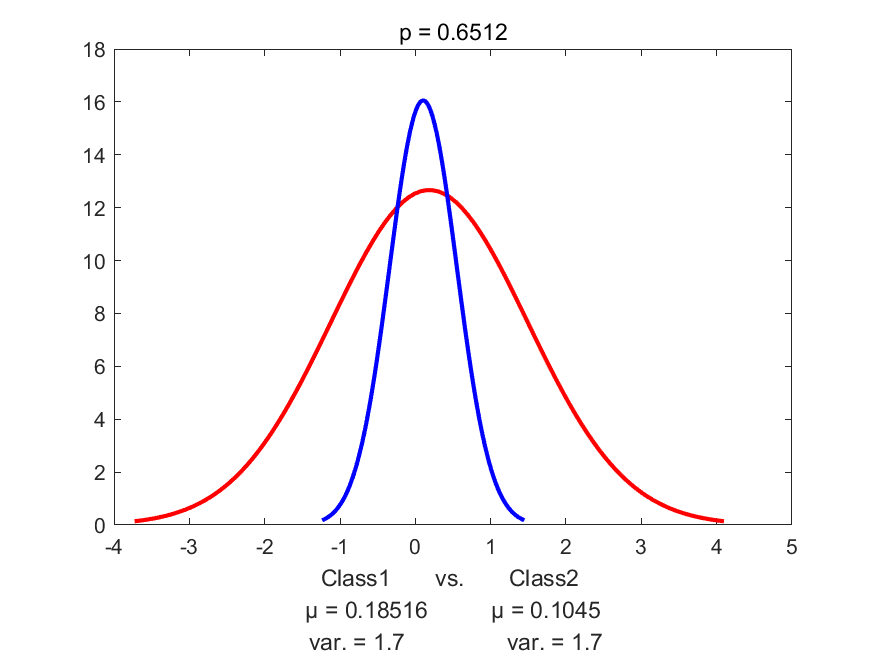 p = 0.6512
18
16
14
12
10
8
6
4
2
0
-4 -3 -2 -1 0 1 2 3 4 5
Class1 vs. Class2
μ = 0.18516 μ = 0.1045
var. = 1.7 var. = 1.7